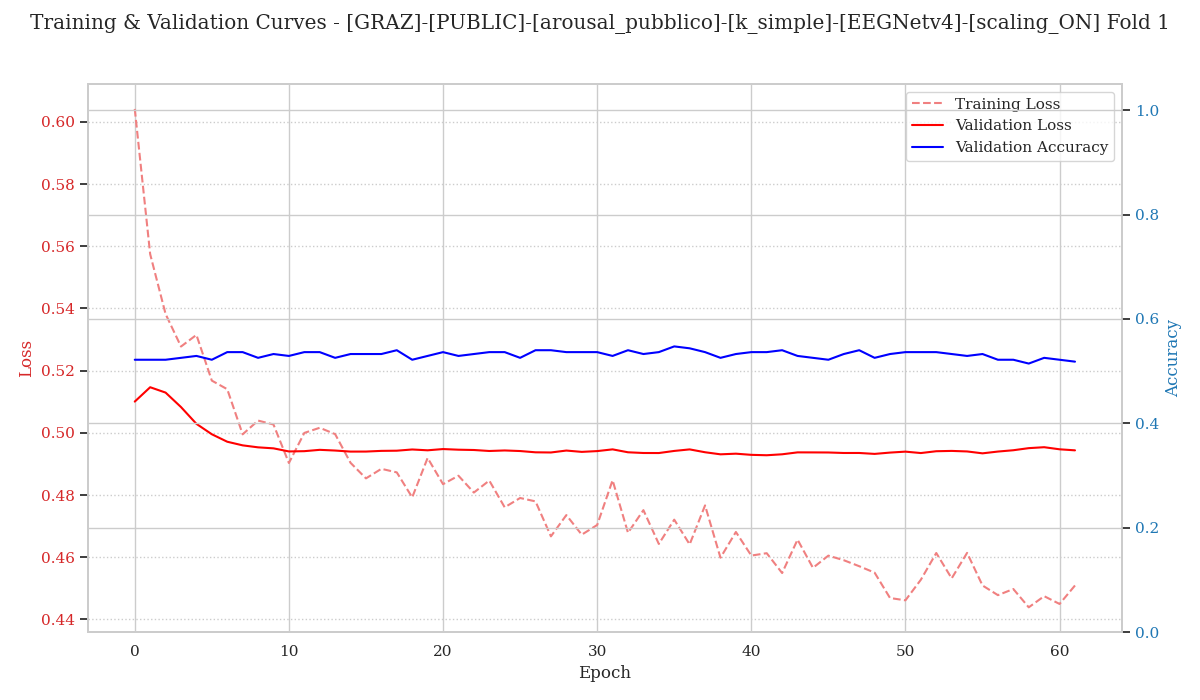 Training & Validation Curves - [GRAZ]-[PUBLIC]-[arousal_pubblico]-[k_simple]-[EEGNetv4]-[scaling_ON] Fold 1
Training Loss
Validation Loss
Validation Accuracy
0.60
0.58
0.56
0.54
0.52
0.50
0.48
0.46
0.44
Loss
1.0
0.8
0.6
0.4
0.2
0.0
Accuracy
0 10 20 30 40 50 60
Epoch